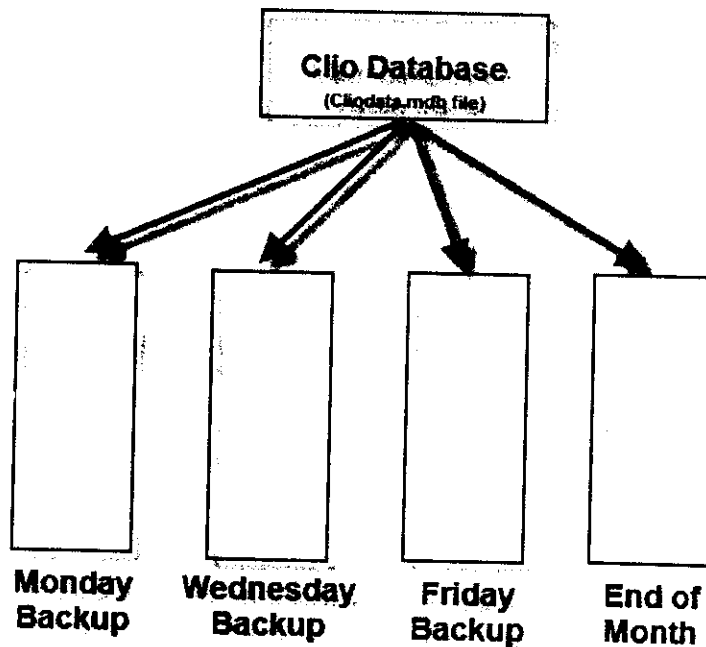 Clio Database
(Cliodata.mdb file)
Monday
Backup
Wednesday
Backup
Friday
Backup
End of
Month